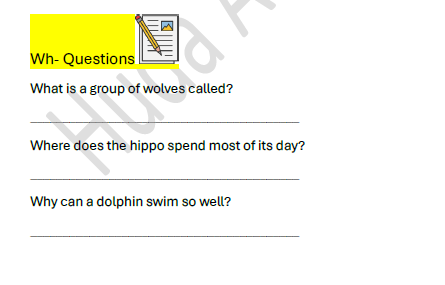 Wh- Questions
What is a group of wolves called?
Where does the hippo spend most of its day?
Why can a dolphin swim so well?
Huda A